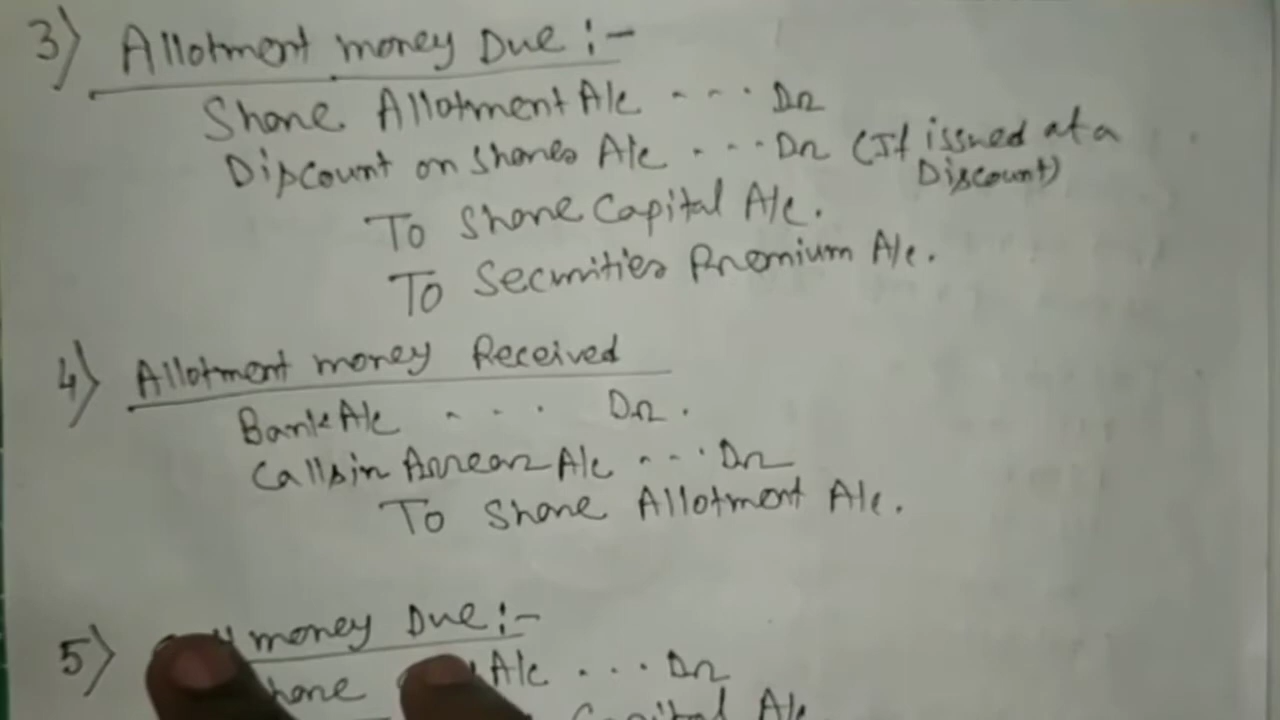 3) Allotment money Due :-
Share Allotment A/c - - - Dr
Discount on shares A/c - - - Dr (If issued at a
Discount)
To Share Capital A/c.
To Securities Premium A/c.
4) Allotment money Received
Bank A/c - - - Dr.
Calls in Arrear A/c - - - Dr
To Share Allotment A/c.
5) money Due :-
A/c - - - Dr
Capital A/c